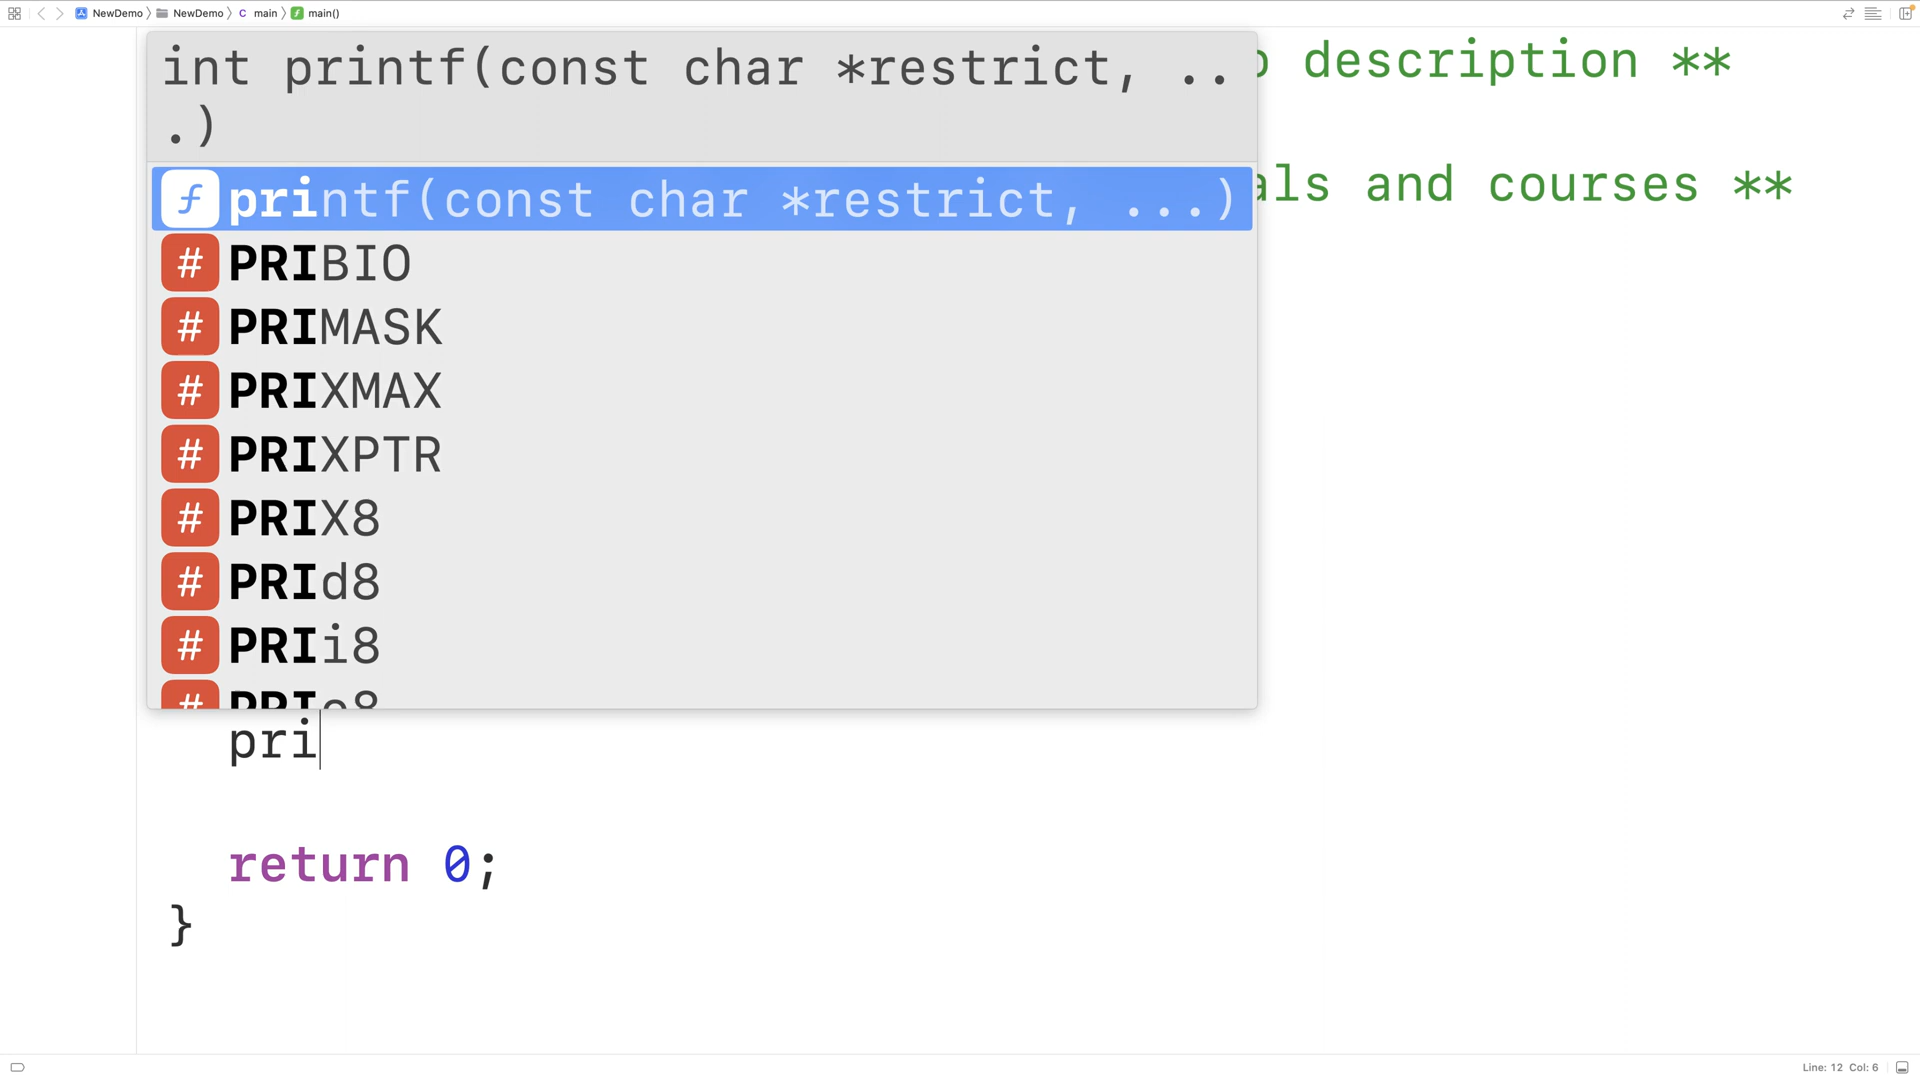 NewDemo NewDemo C main f main()
int printf(const char *restrict, ..
.)
description **
f printf(const char *restrict, ...)
als and courses **
# PRIBIO
# PRIMASK
# PRIXMAX
# PRIXPTR
# PRIX8
# PRId8
# PRIi8
# PRIo8
pri
return 0;
}
Line: 12 Col: 6